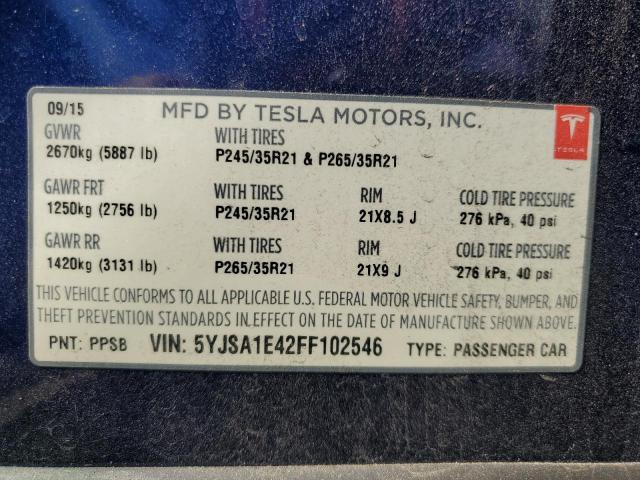 09/15 MFD BY TESLA MOTORS, INC.
GVWR WITH TIRES
2670kg (5887 lb) P245/35R21 & P265/35R21
TESLA
GAWR FRT WITH TIRES RIM COLD TIRE PRESSURE
1250kg (2756 lb) P245/35R21 21X8.5 J 276 kPa, 40 psi
GAWR RR WITH TIRES RIM COLD TIRE PRESSURE
1420kg (3131 lb) P265/35R21 21X9 J 276 kPa, 40 psi
THIS VEHICLE CONFORMS TO ALL APPLICABLE U.S. FEDERAL MOTOR VEHICLE SAFETY, BUMPER, AND
THEFT PREVENTION STANDARDS IN EFFECT ON THE DATE OF MANUFACTURE SHOWN ABOVE.
PNT: PPSB VIN: 5YJSA1E42FF102546 TYPE: PASSENGER CAR